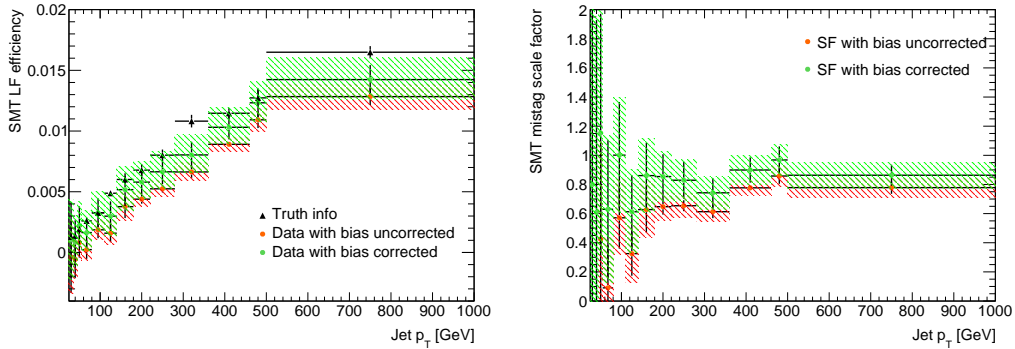 SMT LF efficiency
0.02
0.015
0.01
0.005
0
Truth info
Data with bias uncorrected
Data with bias corrected
100 200 300 400 500 600 700 800 900 1000
Jet p_T [GeV]
SMT mistag scale factor
2
1.8
1.6
1.4
1.2
1
0.8
0.6
0.4
0.2
0
SF with bias uncorrected
SF with bias corrected
100 200 300 400 500 600 700 800 900 1000
Jet p_T [GeV]